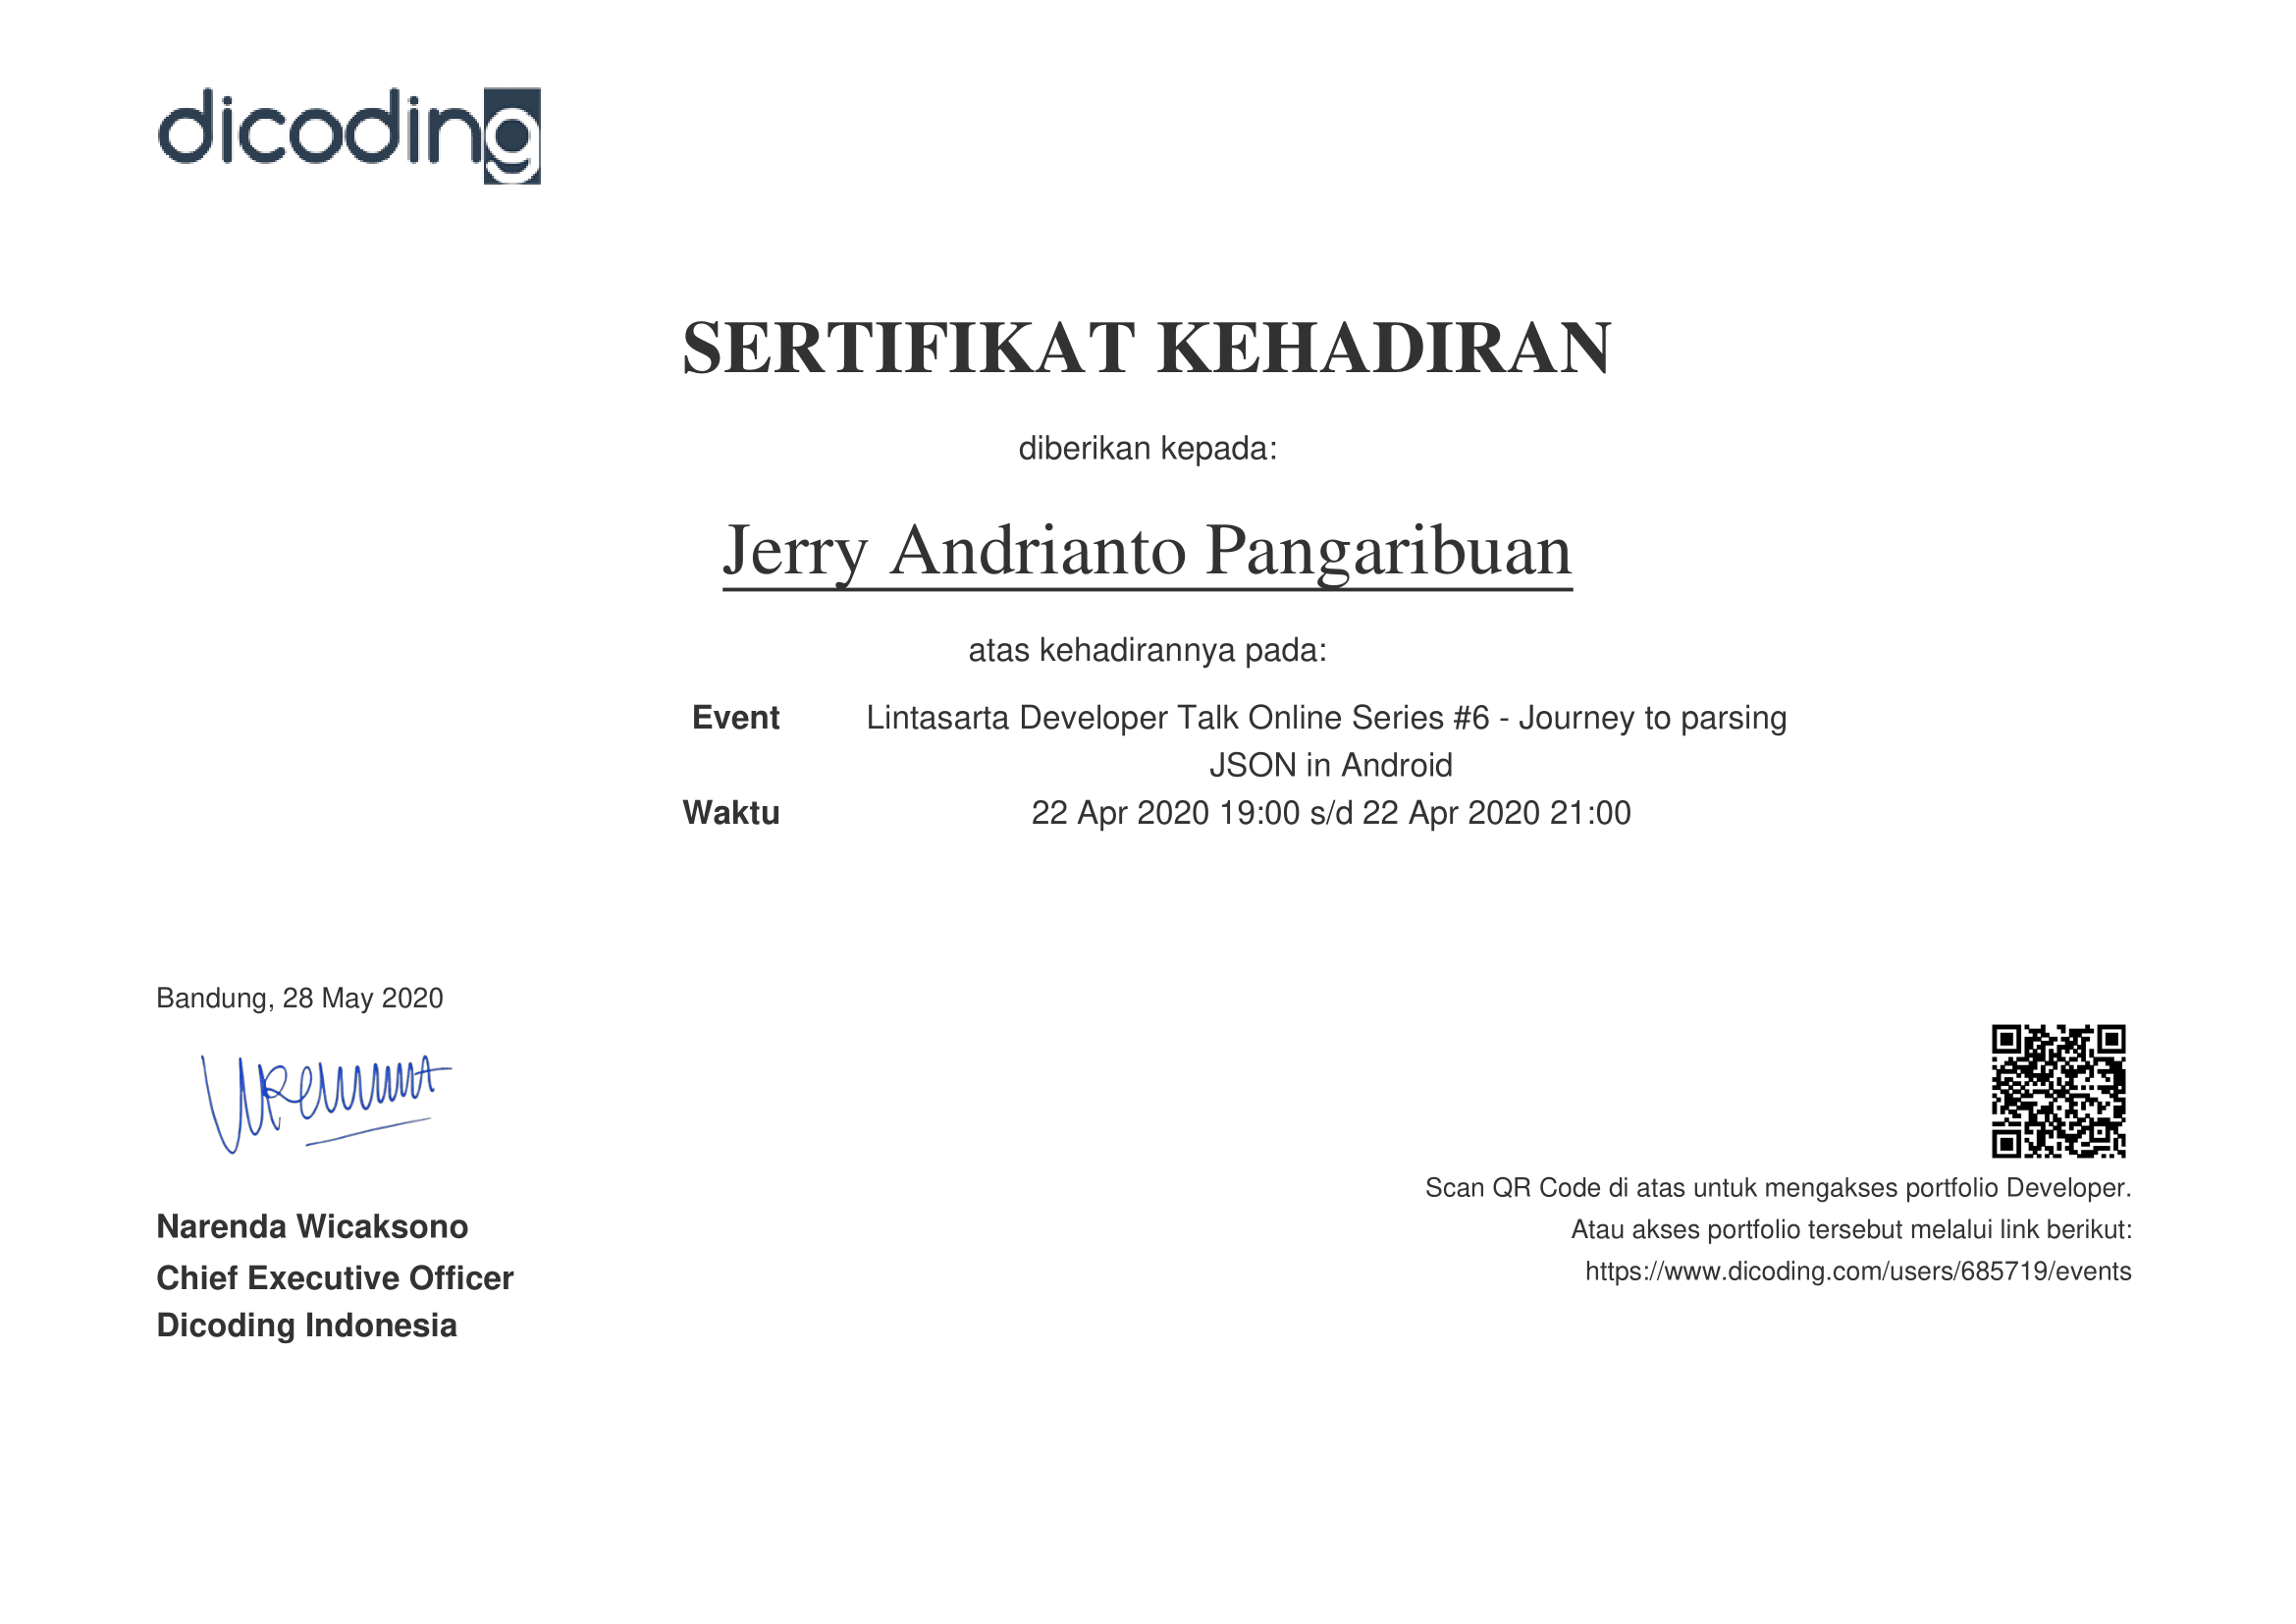 dicoding
SERTIFIKAT KEHADIRAN
diberikan kepada:
Jerry Andrianto Pangaribuan
atas kehadirannya pada:
Event Lintasarta Developer Talk Online Series #6 - Journey to parsing
JSON in Android
Waktu 22 Apr 2020 19:00 s/d 22 Apr 2020 21:00
Bandung, 28 May 2020
Narenda Wicaksono
Chief Executive Officer
Dicoding Indonesia
Scan QR Code di atas untuk mengakses portfolio Developer.
Atau akses portfolio tersebut melalui link berikut:
https://www.dicoding.com/users/685719/events